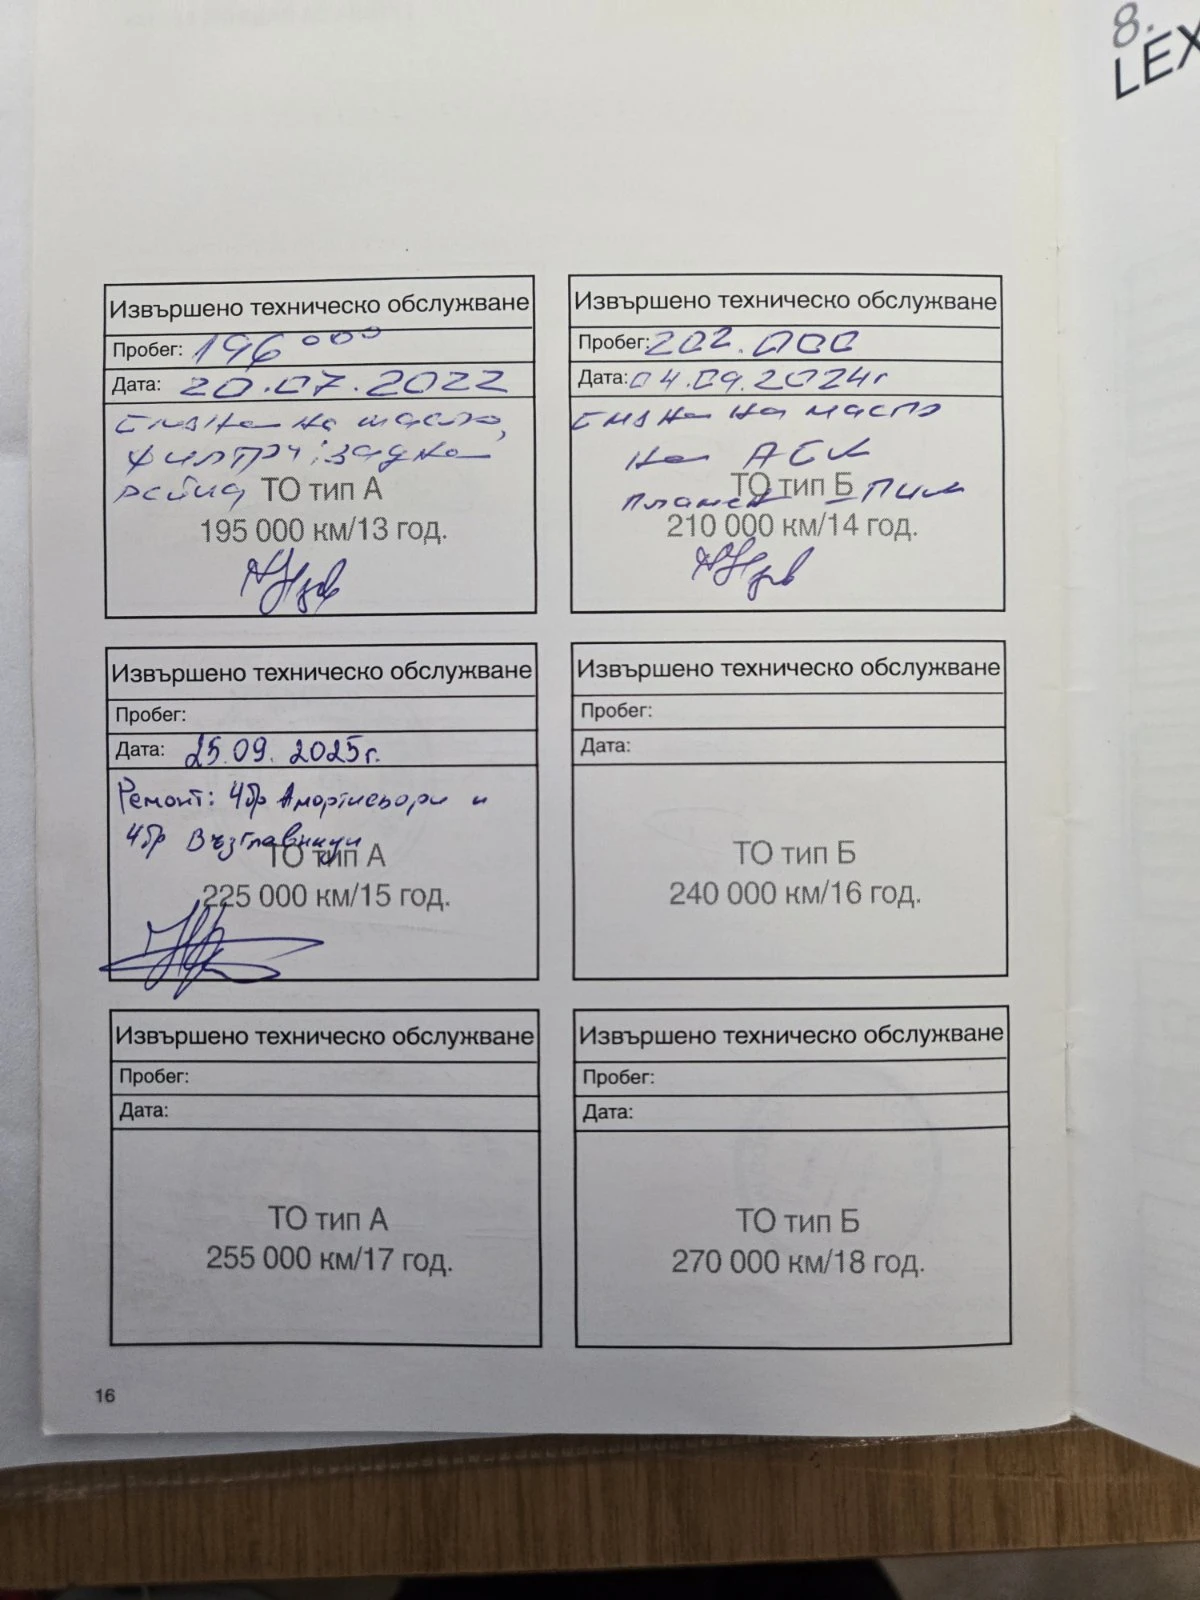 8.
LEX
Извършено техническо обслужване
Пробег: 196 000
Дата: 20.07.2022
Смяна на масло,
филтри; задна
ТО тип А
195 000 км/13 год.
Извършено техническо обслужване
Пробег: 202.000
Дата: 04.09.2024г
Смяна на масло
на АСК
ТО тип Б
210 000 км/14 год.
Извършено техническо обслужване
Пробег:
Дата: 25.09.2025г.
Ремонт: 4бр Амортисьори и
4бр Възглавници
ТО тип А
225 000 км/15 год.
Извършено техническо обслужване
Пробег:
Дата:
ТО тип Б
240 000 км/16 год.
Извършено техническо обслужване
Пробег:
Дата:
ТО тип А
255 000 км/17 год.
Извършено техническо обслужване
Пробег:
Дата:
ТО тип Б
270 000 км/18 год.
16